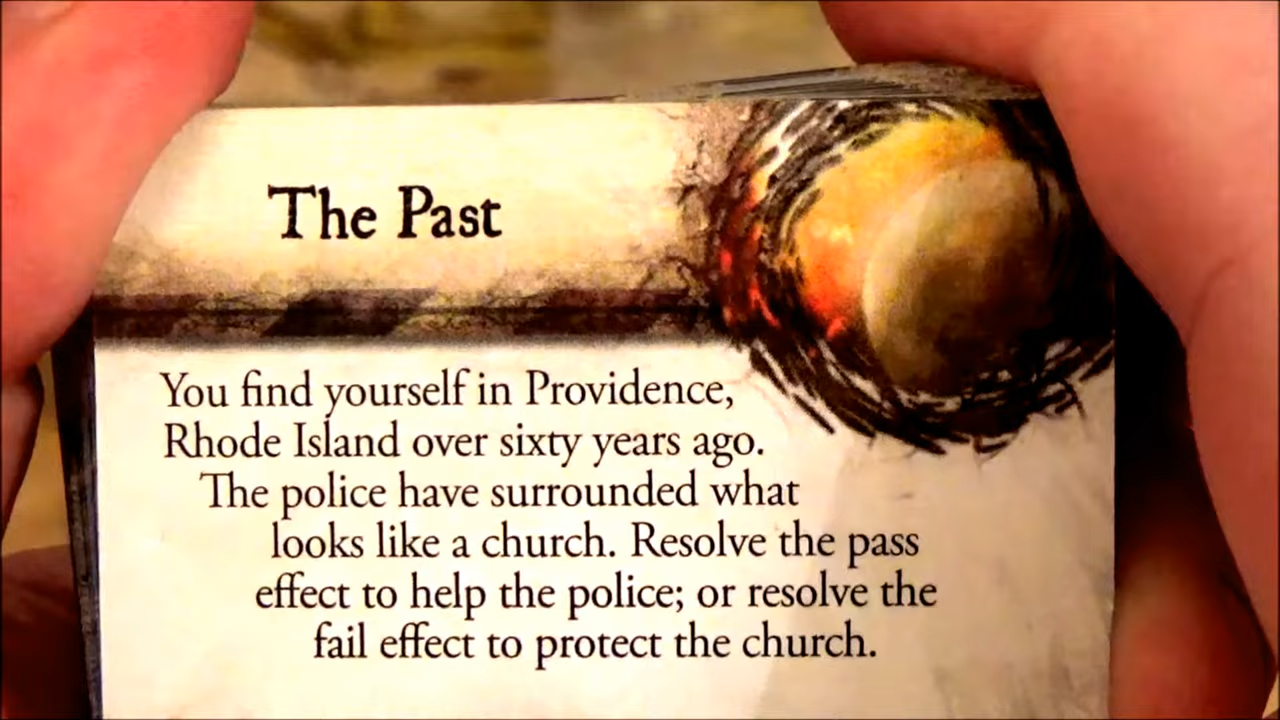 The Past
You find yourself in Providence,
Rhode Island over sixty years ago.
The police have surrounded what
looks like a church. Resolve the pass
effect to help the police; or resolve the
fail effect to protect the church.